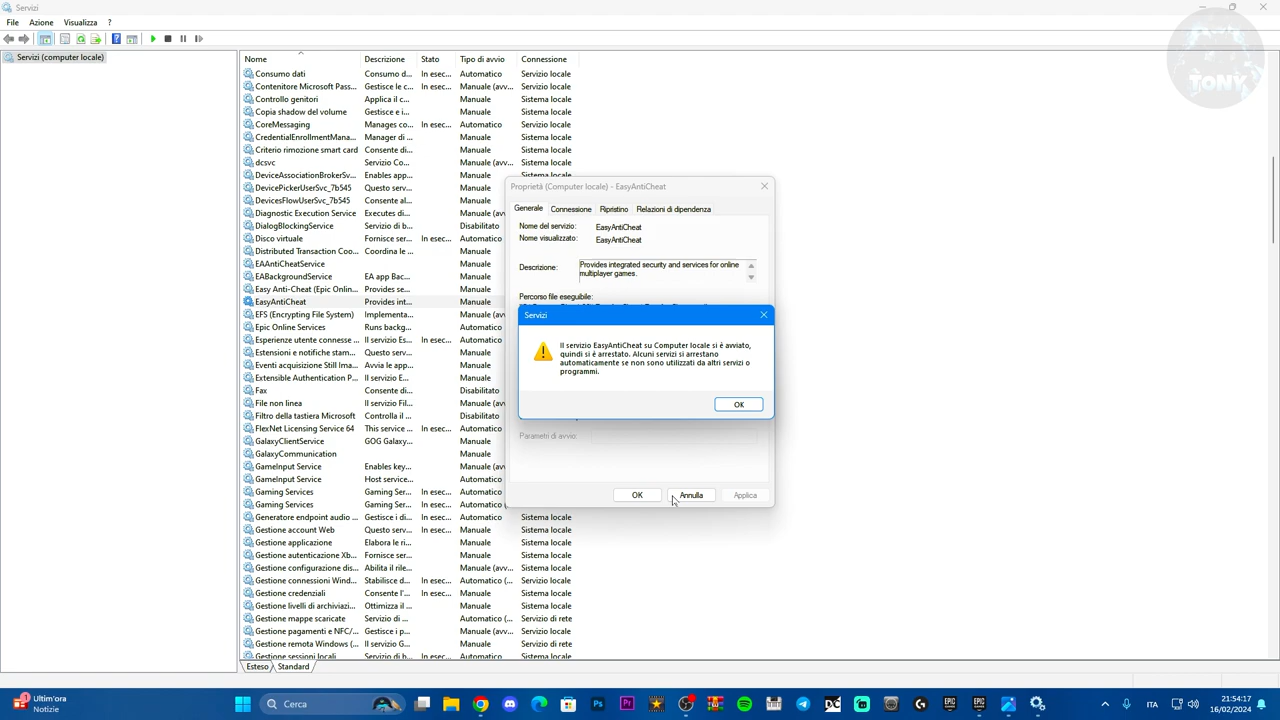 Servizi
File Azione Visualizza ?
Servizi (computer locale)
Nome Descrizione Stato Tipo di avvio Connessione
Consumo dati Consumo d... In esec... Automatico Servizio locale
Contenitore Microsoft Pass... Gestisce le c... In esec... Manuale (avv... Sistema locale
Controllo genitori Applica il c... Manuale Sistema locale
Copia shadow del volume Gestisce e i... Manuale Sistema locale
CoreMessaging Manages co... In esec... Automatico Servizio locale
CredentialEnrollmentMana... Manager di ... Manuale Sistema locale
Criterio rimozione smart card Consente di... Manuale Sistema locale
dcsvc Servizio Co... Manuale (avv... Sistema locale
DeviceAssociationBrokerSv... Enables app... Manuale Sistema locale
DevicePickerUserSvc_7b545 Questo serv... Manuale
DevicesFlowUserSvc_7b545 Consente al... Manuale
Diagnostic Execution Service Executes di... Manuale (avv
DialogBlockingService Servizio di b... Disabilitato
Disco virtuale Fornisce ser... In esec... Manuale
Distributed Transaction Coo... Coordina le ... Manuale
EAAntiCheatService Manuale
EABackgroundService EA app Bac... Manuale
Easy Anti-Cheat (Epic Onlin... Provides se... Manuale
EasyAntiCheat Provides int... Manuale
EFS (Encrypting File System) Implementa... Manuale (avv
Epic Online Services Runs backg... Automatico
Esperienze utente connesse ... Il servizio Es... In esec... Automatico
Estensioni e notifiche stam... Questo serv... Manuale
Eventi acquisizione Still Ima... Avvia le app... Manuale
Extensible Authentication P... Il servizio E... Manuale
Fax Consente di... Disabilitato
File non linea Il servizio Fil... Manuale (avv
Filtro della tastiera Microsoft Controlla il ... Disabilitato
FlexNet Licensing Service 64 This service ... In esec... Manuale
GalaxyClientService GOG Galaxy... Manuale
GalaxyCommunication Manuale
GameInput Service Enables key... Manuale (avv
GameInput Service Host service... Manuale
Gaming Services Gaming Ser... In esec... Automatico
Gaming Services Gaming Ser... In esec... Automatico (
Generatore endpoint audio ... Gestisce i di... In esec... Automatico Sistema locale
Gestione account Web Questo serv... In esec... Manuale Sistema locale
Gestione applicazione Elabora le ri... Manuale Sistema locale
Gestione autenticazione Xb... Fornisce ser... Manuale Sistema locale
Gestione configurazione dis... Abilita il rile... Manuale (avv... Sistema locale
Gestione connessioni Wind... Stabilisce d... In esec... Automatico (... Servizio locale
Gestione credenziali Consente l'... In esec... Manuale Sistema locale
Gestione livelli di archiviazi... Ottimizza il ... Manuale Sistema locale
Gestione mappe scaricate Servizio di ... Automatico (... Servizio di rete
Gestione pagamenti e NFC/... Gestisce i p... Manuale (avv... Servizio locale
Gestione remota Windows (... Il servizio G... Manuale Servizio di rete
Gestione sessioni locali Servizio di b... In esec... Automatico Sistema locale
Esteso Standard
Proprietà (Computer locale) - EasyAntiCheat
Generale Connessione Ripristino Relazioni di dipendenza
Nome del servizio: EasyAntiCheat
Nome visualizzato: EasyAntiCheat
Descrizione: Provides integrated security and services for online
multiplayer games.
Percorso file eseguibile:
Servizi
Il servizio EasyAntiCheat su Computer locale si è avviato,
quindi si è arrestato. Alcuni servizi si arrestano
automaticamente se non sono utilizzati da altri servizi o
programmi.
OK
Parametri di avvio:
OK Annulla Applica
TONY
1 Ultim'ora
Notizie
Cerca
ITA
21:54:17
16/02/2024